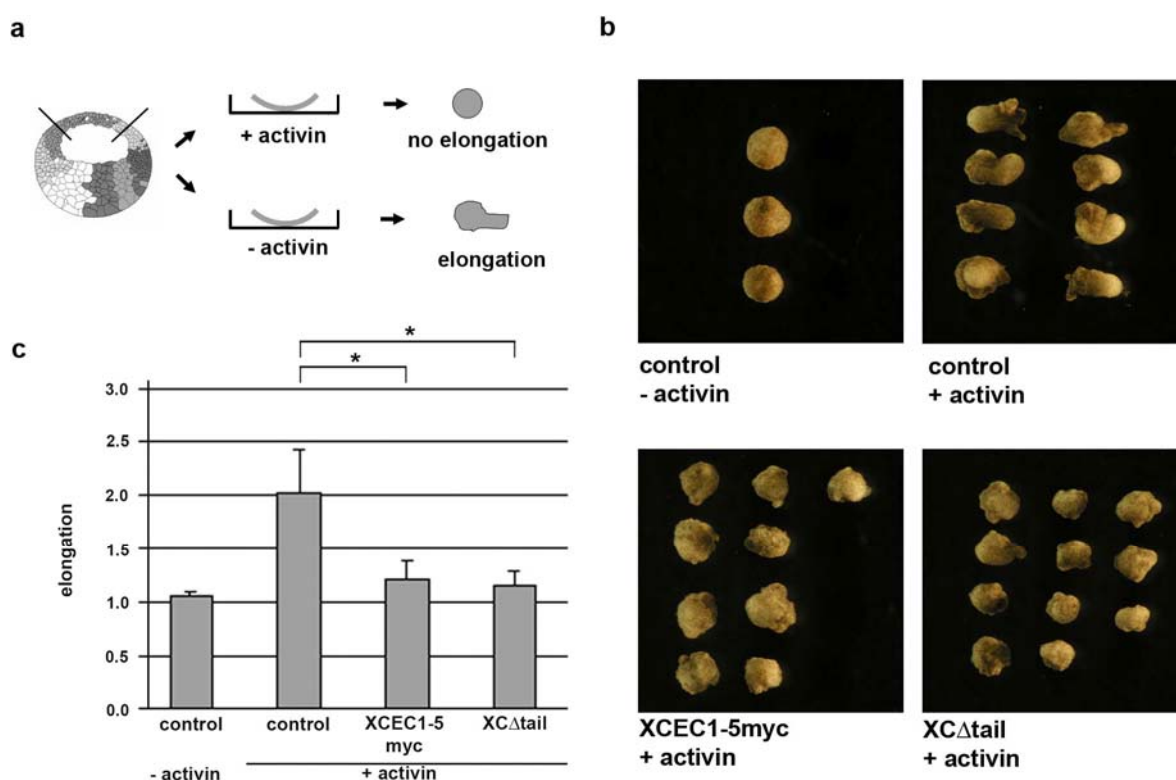 a
+ activin
no elongation
- activin
elongation
b
control
- activin
control
+ activin
XCEC1-5myc
+ activin
XCΔtail
+ activin
c
*
*
elongation
3.0
2.5
2.0
1.5
1.0
0.5
0.0
control
control
XCEC1-5
myc
XCΔtail
- activin
+ activin